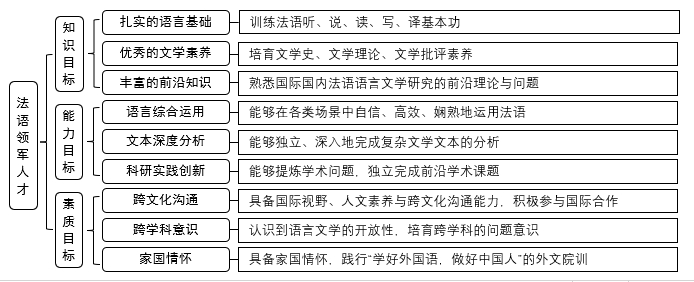 法语领军人才
知识目标
扎实的语言基础
训练法语听、说、读、写、译基本功
优秀的文学素养
培育文学史、文学理论、文学批评素养
丰富的前沿知识
熟悉国际国内法语语言文学研究的前沿理论与问题
能力目标
语言综合运用
能够在各类场景中自信、高效、娴熟地运用法语
文本深度分析
能够独立、深入地完成复杂文学文本的分析
科研实践创新
能够提炼学术问题，独立完成前沿学术课题
素质目标
跨文化沟通
具备国际视野、人文素养与跨文化沟通能力，积极参与国际合作
跨学科意识
认识到语言文学的开放性，培育跨学科的问题意识
家国情怀
具备家国情怀，践行“学好外国语，做好中国人”的外文院训